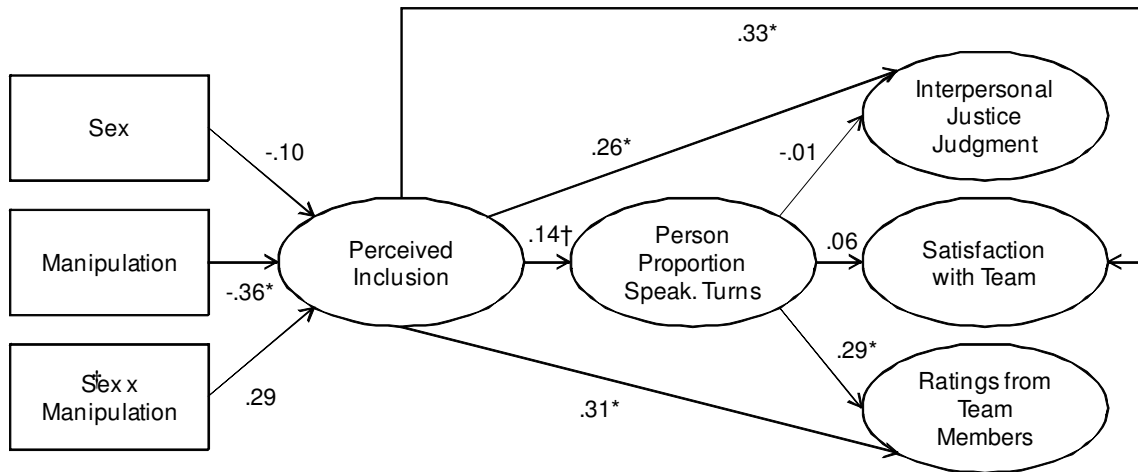 .33*
Sex
-.10
.26*
-.01
Interpersonal
Justice
Judgment
Manipulation
-.36*
Perceived
Inclusion
.14†
Person
Proportion
Speak. Turns
.06
Satisfaction
with Team
†
Sex x
Manipulation
.29
.31*
.29*
Ratings from
Team
Members